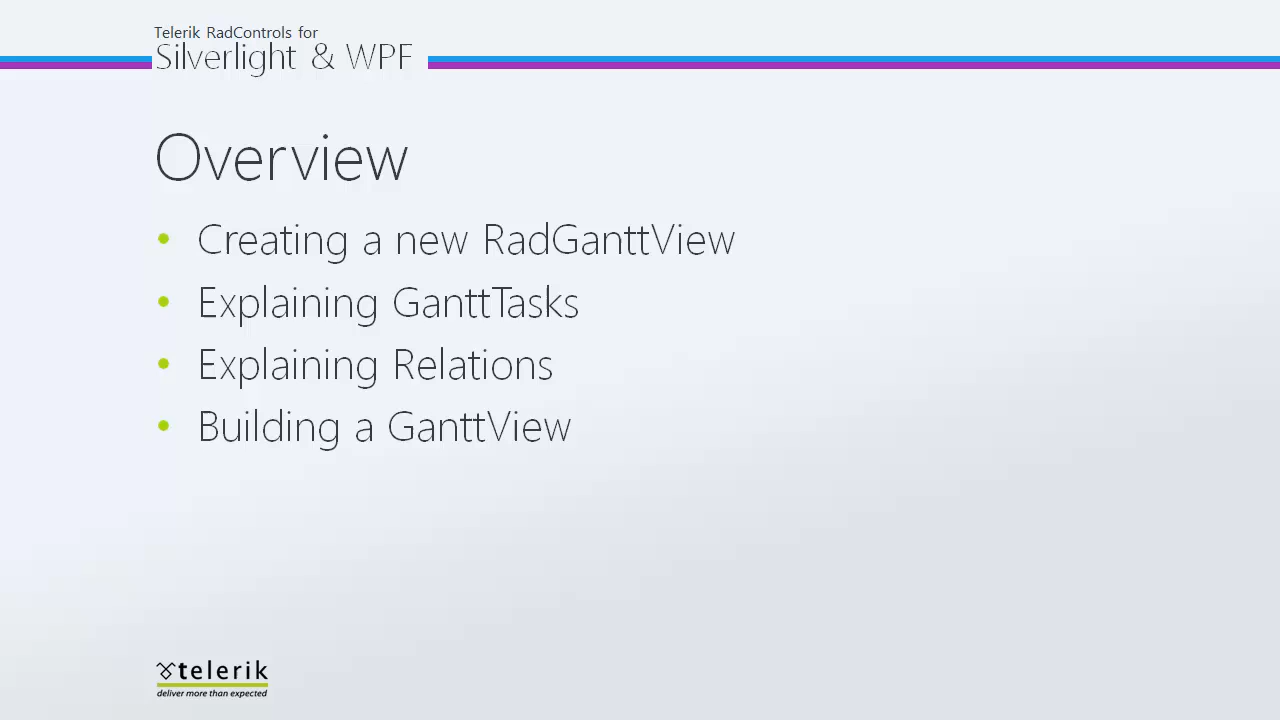 Telerik RadControls for
Silverlight & WPF
Overview
• Creating a new RadGanttView
• Explaining GanttTasks
• Explaining Relations
• Building a GanttView
telerik
deliver more than expected